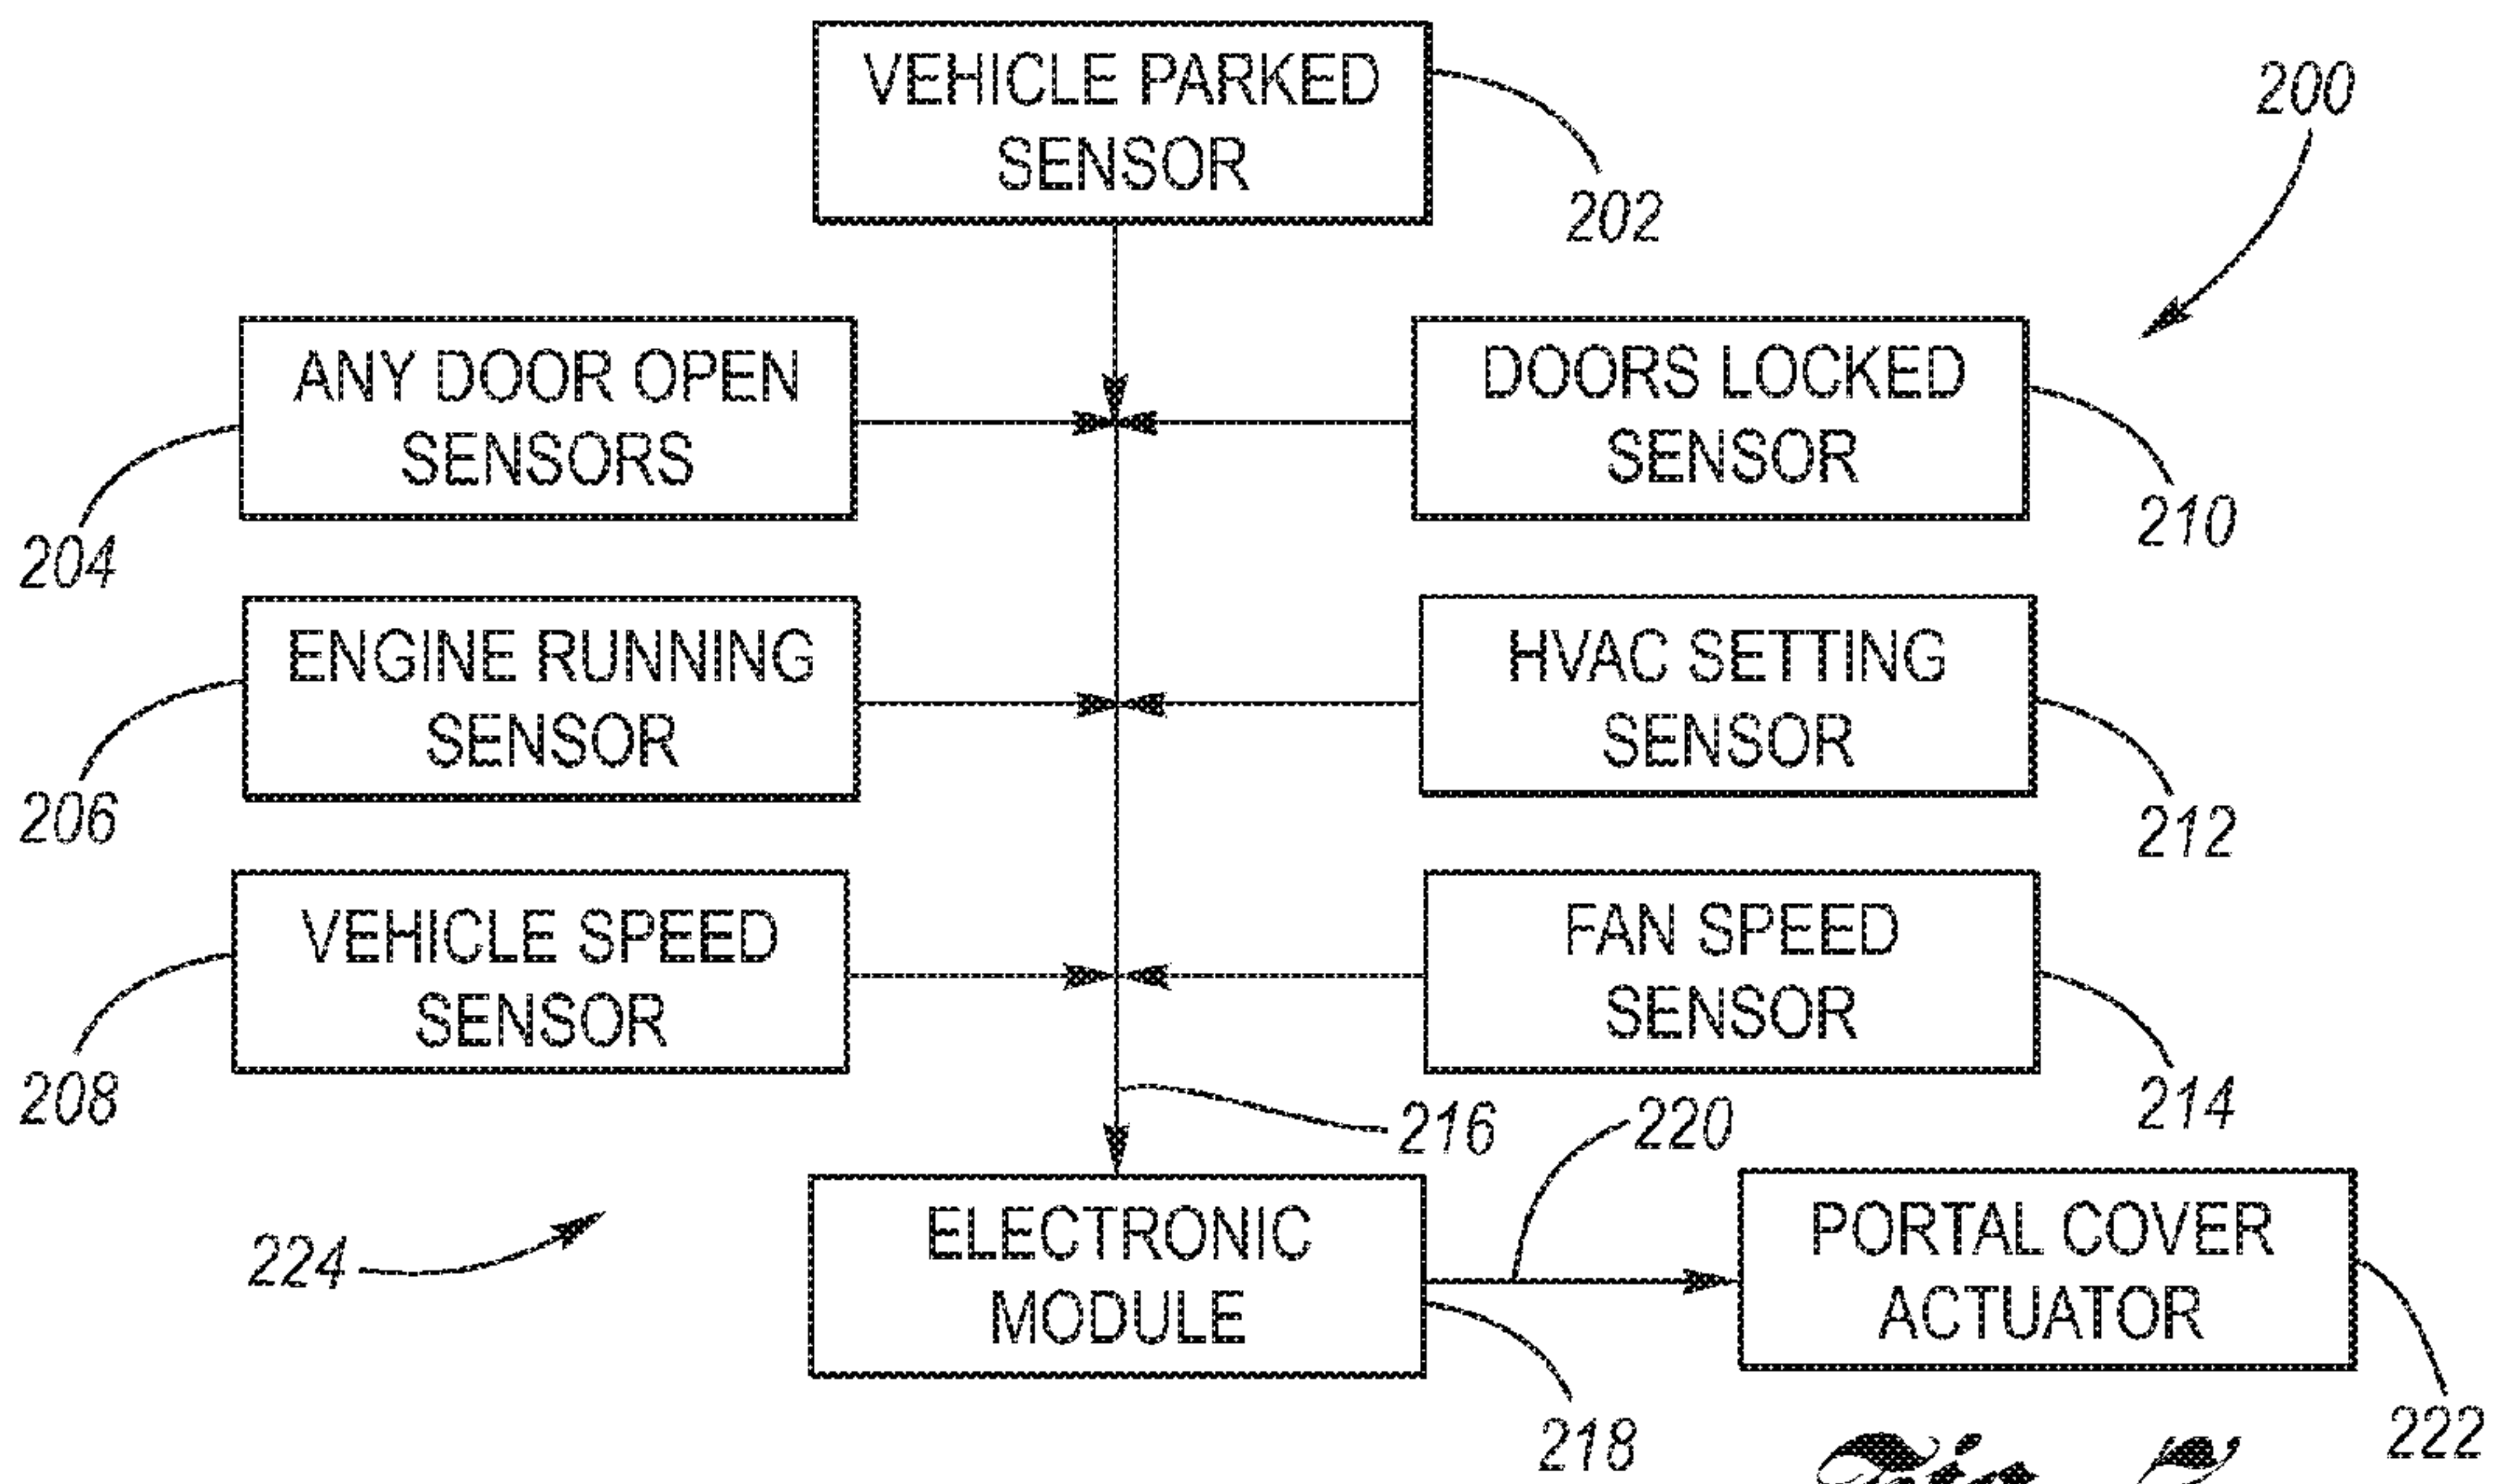 VEHICLE PARKED
SENSOR
200
202
ANY DOOR OPEN
SENSORS
DOORS LOCKED
SENSOR
204
210
ENGINE RUNNING
SENSOR
HVAC SETTING
SENSOR
206
212
VEHICLE SPEED
SENSOR
FAN SPEED
SENSOR
208
214
216
220
ELECTRONIC
MODULE
PORTAL COVER
ACTUATOR
224
218
222